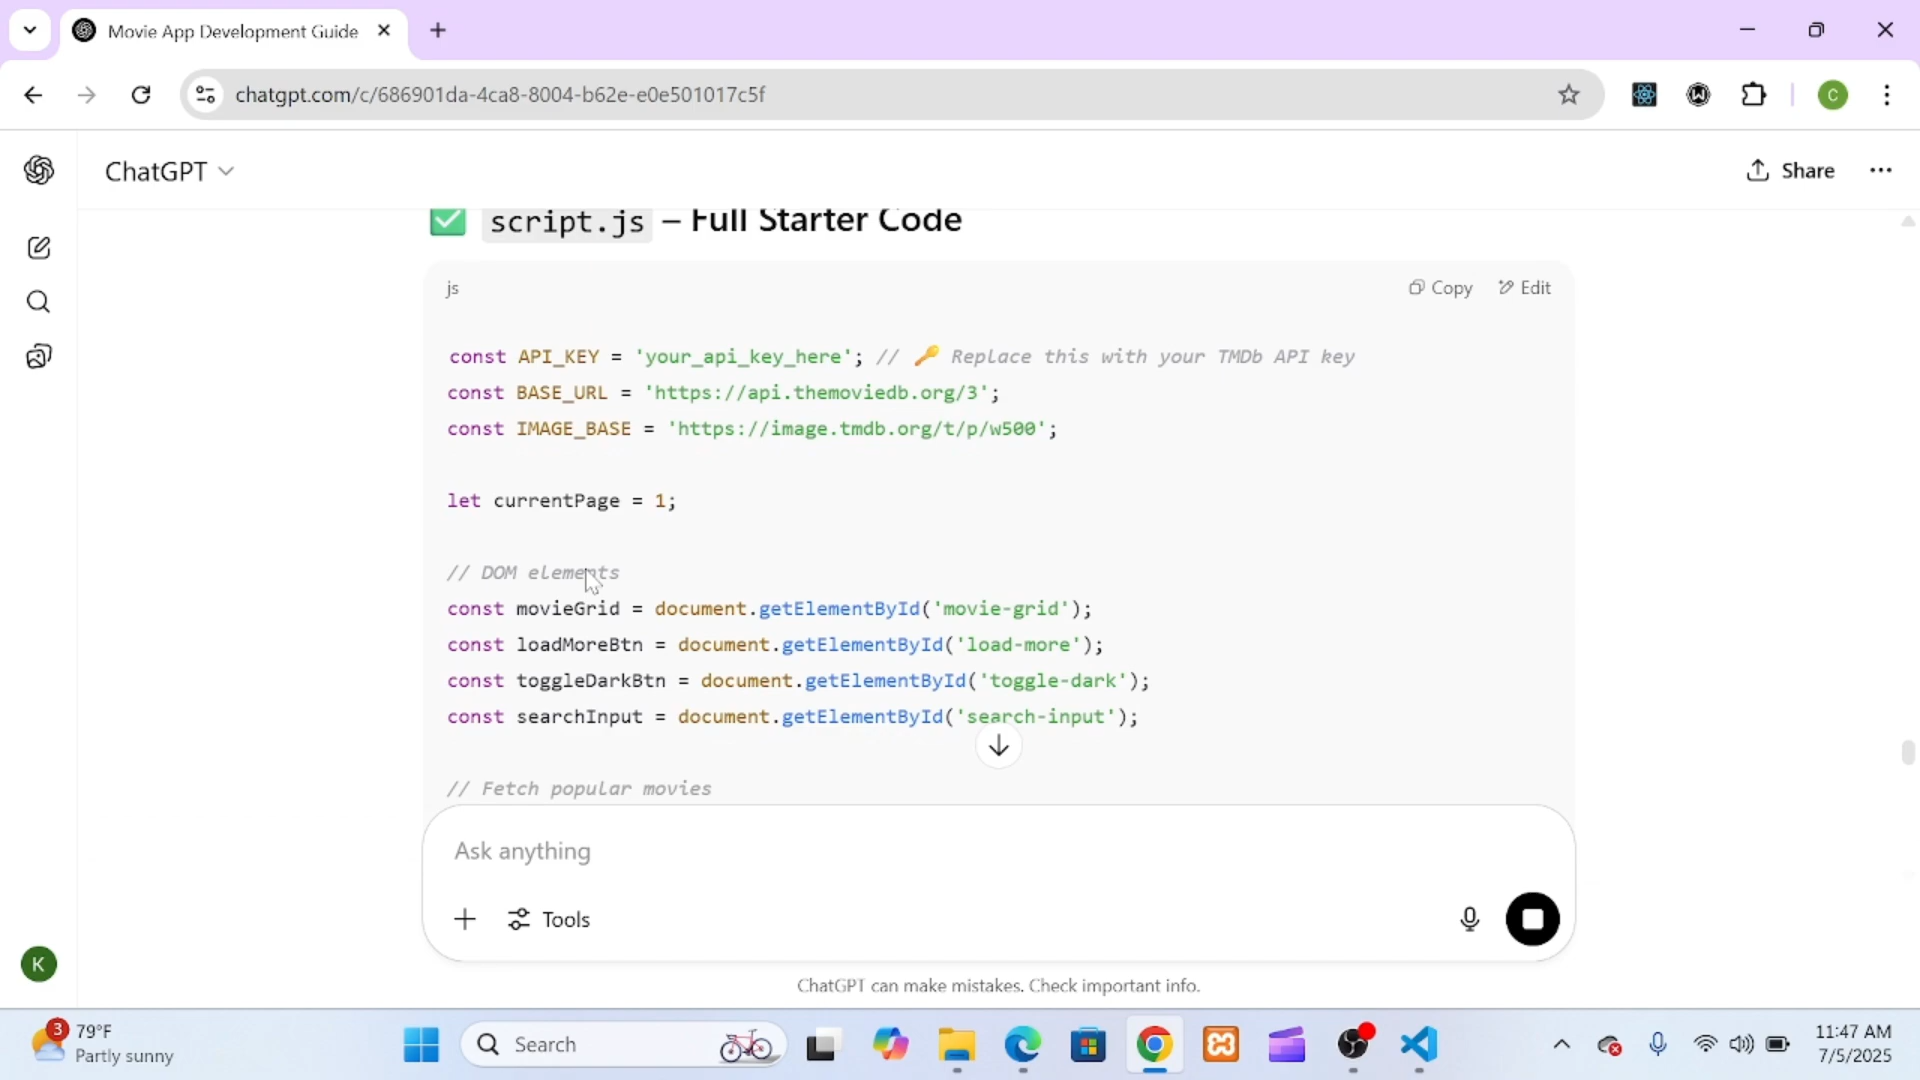 Movie App Development Guide
chatgpt.com/c/686901da-4ca8-8004-b62e-e0e501017c5f
C
ChatGPT
Share
script.js – Full Starter Code
js
Copy
Edit
const API_KEY = 'your_api_key_here'; // 🔑 Replace this with your TMDb API key
const BASE_URL = 'https://api.themoviedb.org/3';
const IMAGE_BASE = 'https://image.tmdb.org/t/p/w500';
let currentPage = 1;
// DOM elements
const movieGrid = document.getElementById('movie-grid');
const loadMoreBtn = document.getElementById('load-more');
const toggleDarkBtn = document.getElementById('toggle-dark');
const searchInput = document.getElementById('search-input');
// Fetch popular movies
Ask anything
Tools
K
ChatGPT can make mistakes. Check important info.
3
79°F
Partly sunny
Search
11:47 AM
7/5/2025